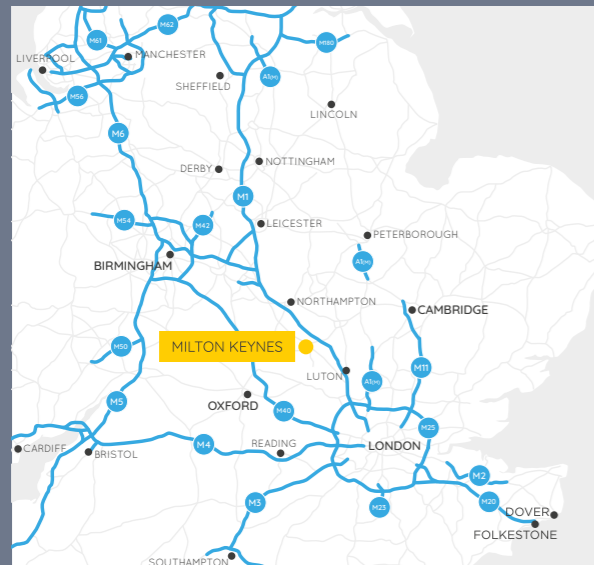 M62
M61
M180
MANCHESTER
LIVERPOOL
A1(M)
SHEFFIELD
M56
LINCOLN
M6
NOTTINGHAM
DERBY
M1
M54
M42
LEICESTER
PETERBOROUGH
A1(M)
BIRMINGHAM
NORTHAMPTON
CAMBRIDGE
M50
MILTON KEYNES
M11
LUTON
A1(M)
M5
OXFORD
M40
M25
M4
READING
LONDON
CARDIFF
BRISTOL
M2
M3
M23
M20
DOVER
FOLKESTONE
SOUTHAMPTON